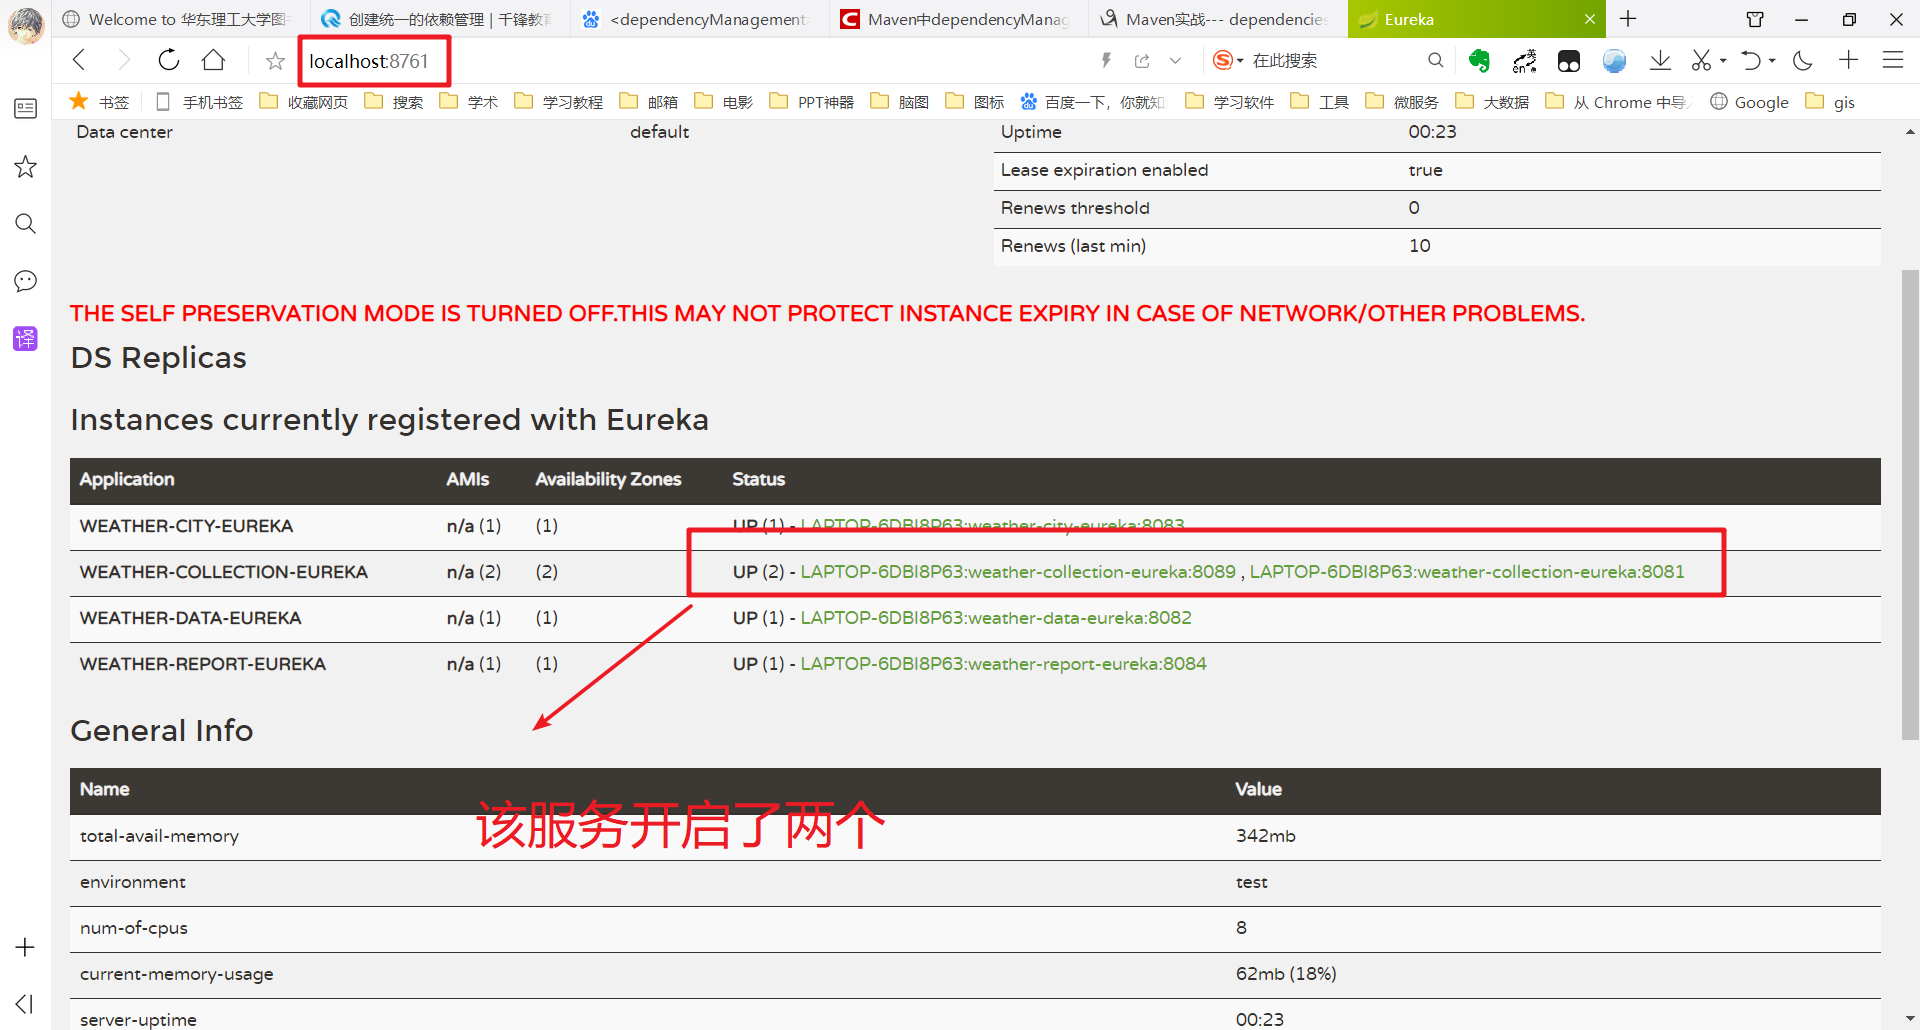 Welcome to 华东理工大学图
创建统一的依赖管理 | 千锋教育
<dependencyManagement>
Maven中dependencyManag
Maven实战--- dependencies
Eureka
localhost:8761
在此搜索
书签 手机书签 收藏网页 搜索 学术 学习教程 邮箱 电影 PPT神器 脑图 图标 百度一下，你就知 学习软件 工具 微服务 大数据 从 Chrome 中导 Google gis
译
Data center default
Uptime 00:23
Lease expiration enabled true
Renews threshold 0
Renews (last min) 10
THE SELF PRESERVATION MODE IS TURNED OFF.THIS MAY NOT PROTECT INSTANCE EXPIRY IN CASE OF NETWORK/OTHER PROBLEMS.
DS Replicas
Instances currently registered with Eureka
Application AMIs Availability Zones Status
WEATHER-CITY-EUREKA n/a (1) (1) UP (1) - LAPTOP-6DBI8P63:weather-city-eureka:8083
WEATHER-COLLECTION-EUREKA n/a (2) (2) UP (2) - LAPTOP-6DBI8P63:weather-collection-eureka:8089 , LAPTOP-6DBI8P63:weather-collection-eureka:8081
WEATHER-DATA-EUREKA n/a (1) (1) UP (1) - LAPTOP-6DBI8P63:weather-data-eureka:8082
WEATHER-REPORT-EUREKA n/a (1) (1) UP (1) - LAPTOP-6DBI8P63:weather-report-eureka:8084
General Info
Name Value
该服务开启了两个
total-avail-memory 342mb
environment test
num-of-cpus 8
current-memory-usage 62mb (18%)
server-uptime 00:23